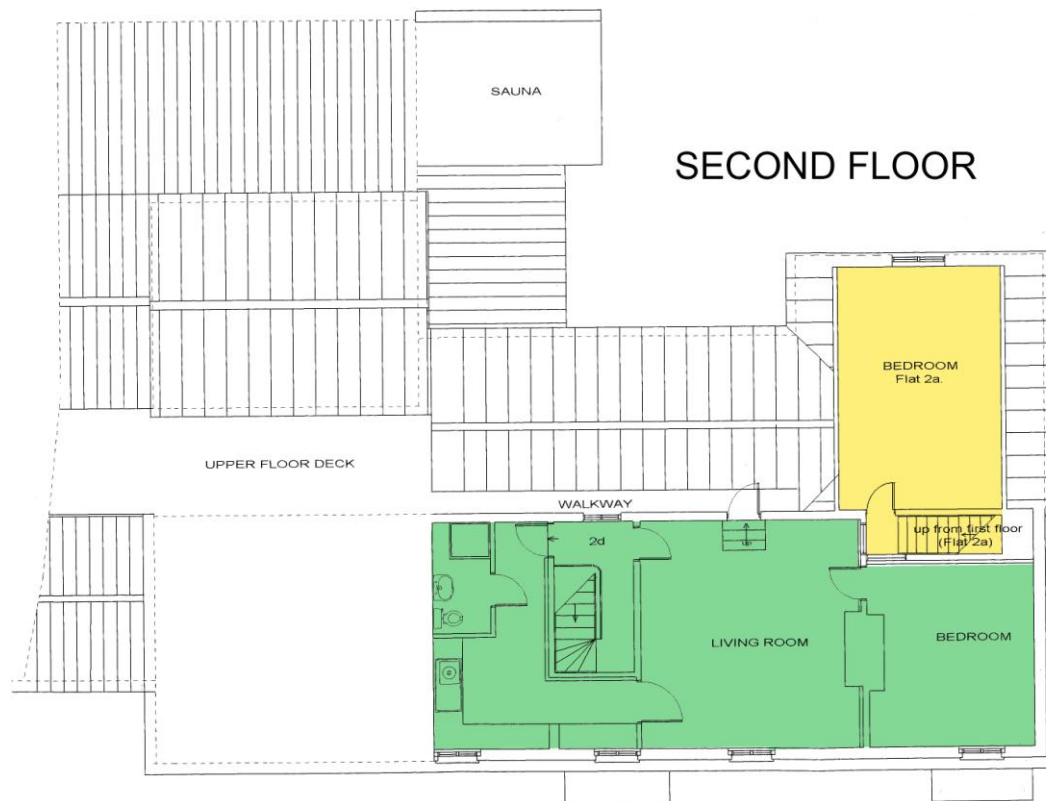 SAUNA
SECOND FLOOR
BEDROOM
Flat 2a.
UPPER FLOOR DECK
WALKWAY
up from first floor
(Flat 2a)
2d
LIVING ROOM
BEDROOM